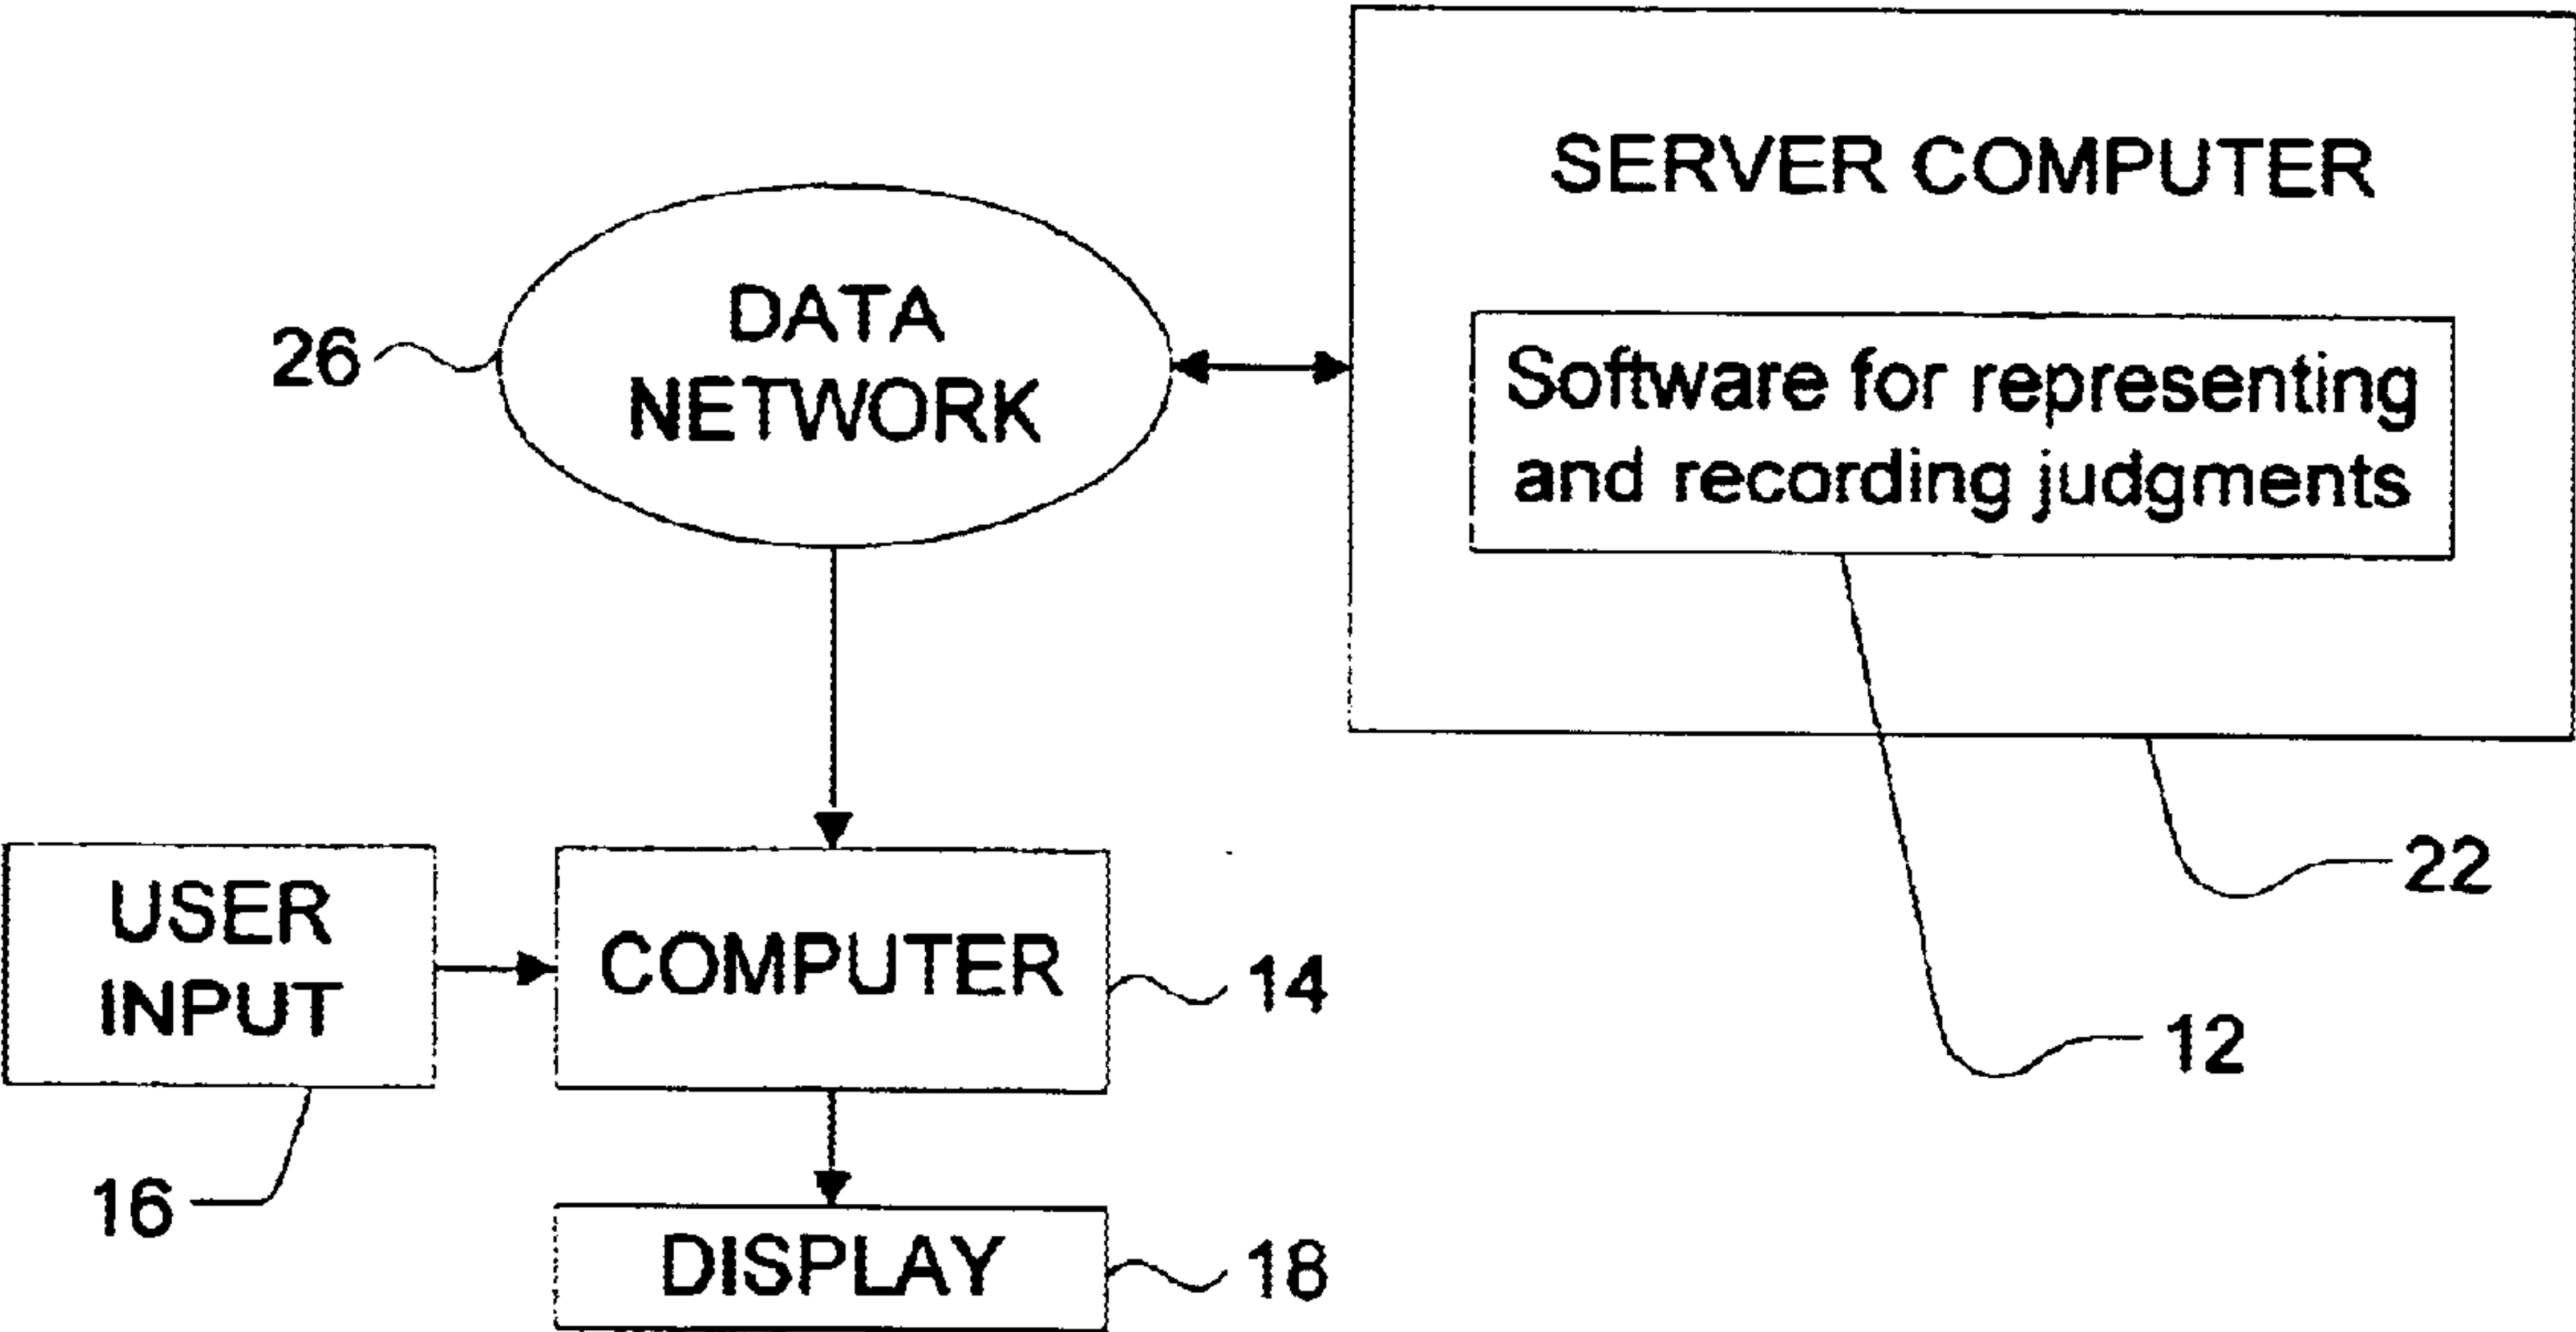 SERVER COMPUTER
Software for representing
and recording judgments
DATA
NETWORK
26
22
12
USER
INPUT
16
COMPUTER
14
DISPLAY
18